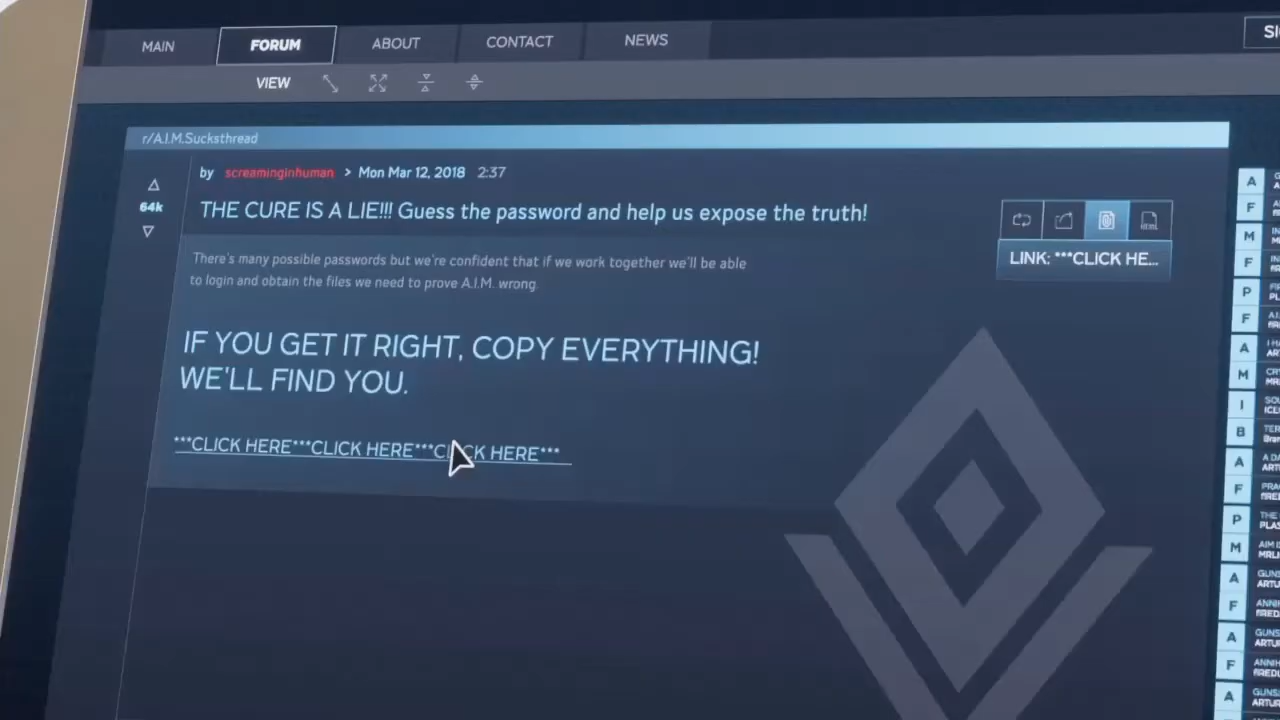 MAIN
FORUM
ABOUT
CONTACT
NEWS
VIEW
r/A.I.M.Sucksthread
by screaminginhuman > Mon Mar 12, 2018 2:37
64k
THE CURE IS A LIE!!! Guess the password and help us expose the truth!
There's many possible passwords but we're confident that if we work together we'll be able
to login and obtain the files we need to prove A.I.M. wrong.
LINK: ***CLICK HE...
IF YOU GET IT RIGHT, COPY EVERYTHING!
WE'LL FIND YOU.
***CLICK HERE***CLICK HERE***CLICK HERE***
A
F
M
F
P
F
A
M
I
B
A
F
P
M
A
F
A
F
A